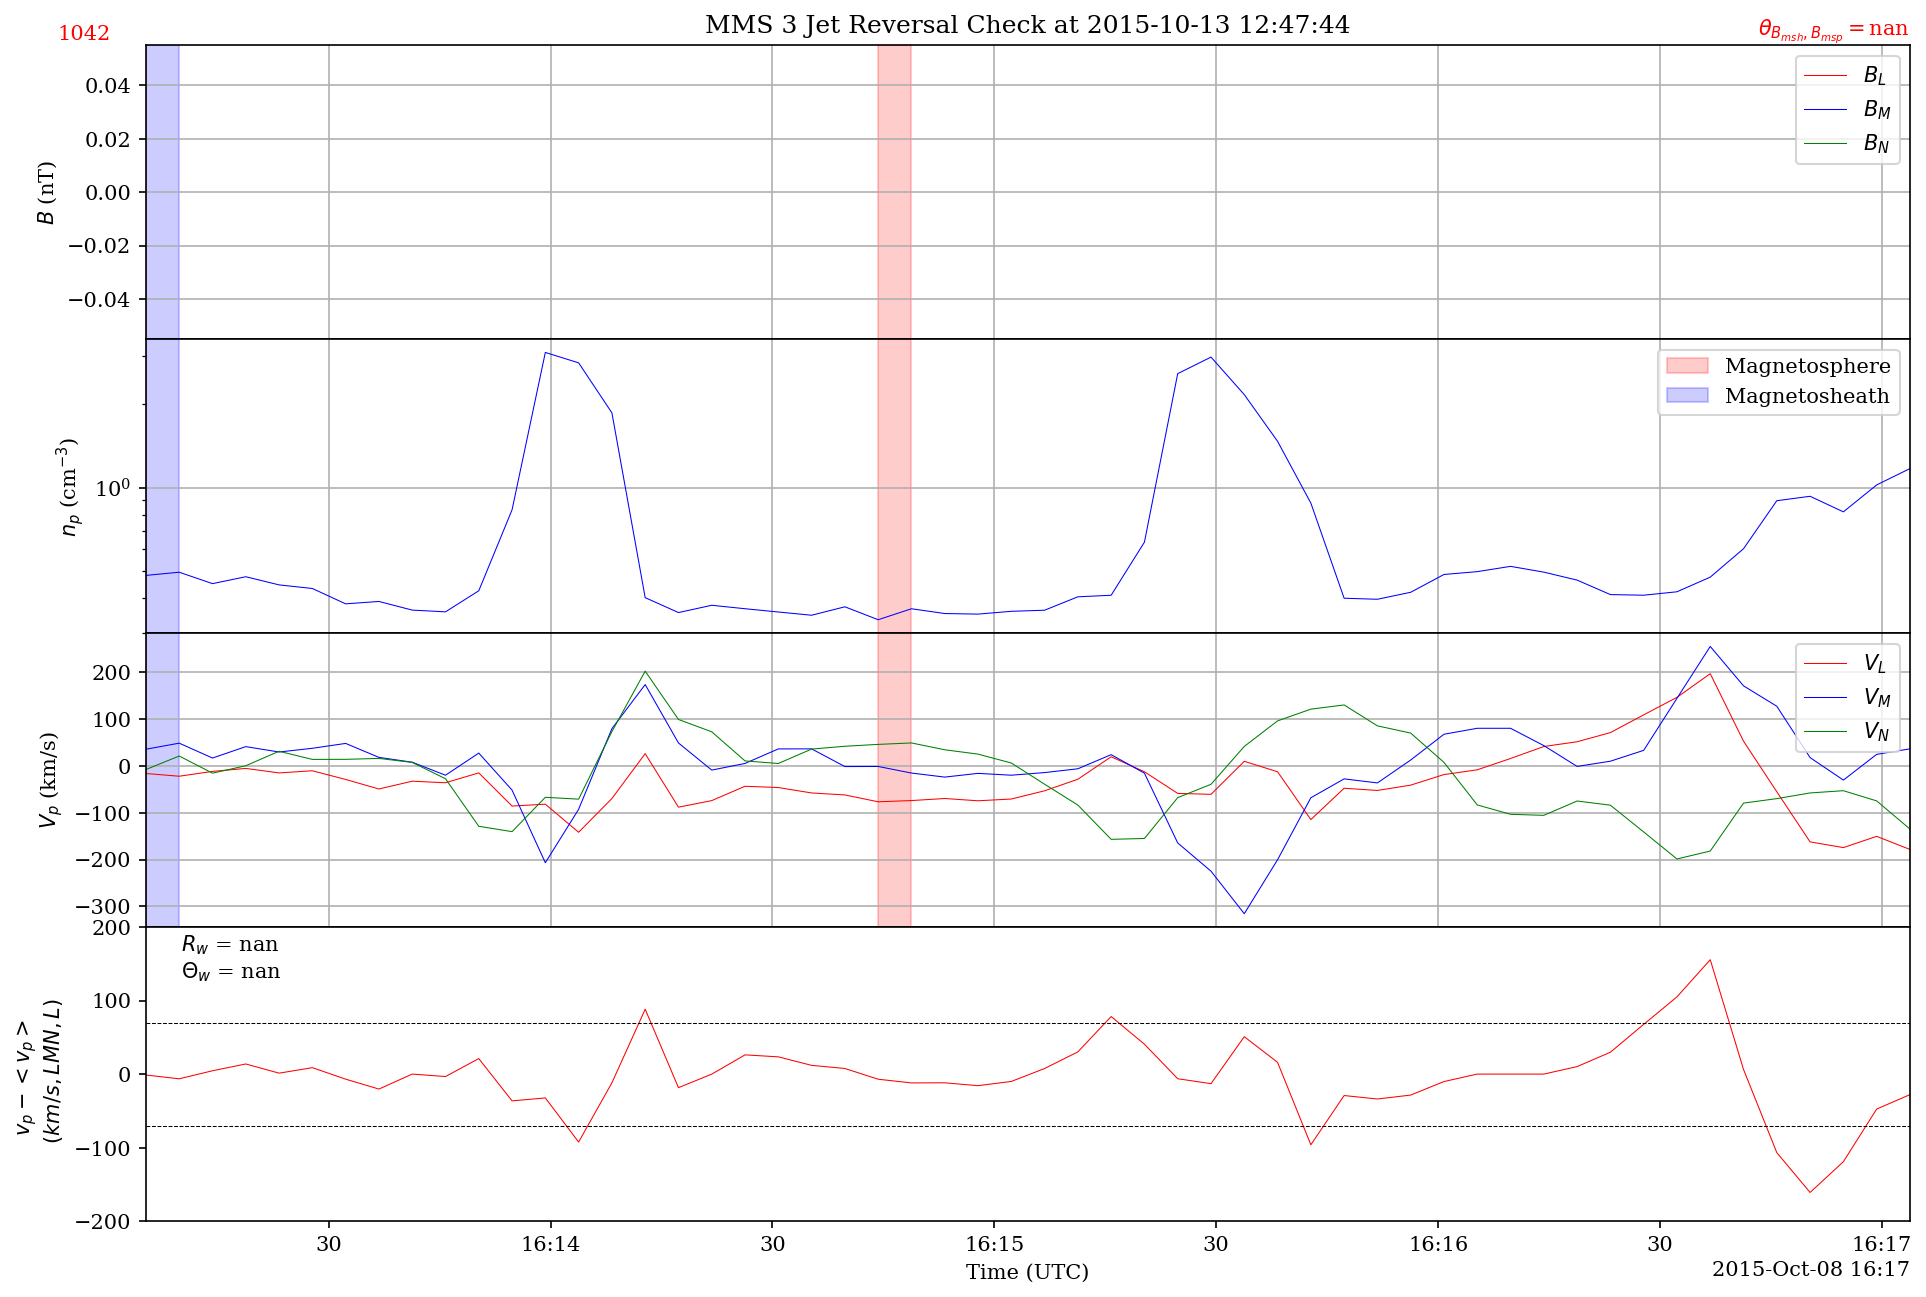 MMS 3 Jet Reversal Check at 2015-10-13 12:47:44
1042
θ_{B_{msh}, B_{msp}} = nan
B (nT)
0.04
0.02
0.00
−0.02
−0.04
B_L
B_M
B_N
n_p (cm^{−3})
10^0
Magnetosphere
Magnetosheath
V_p (km/s)
200
100
0
−100
−200
−300
V_L
V_M
V_N
v_p − < v_p >
(km/s, LMN, L)
200
100
0
−100
−200
R_w = nan
Θ_w = nan
30
16:14
30
16:15
30
16:16
30
16:17
Time (UTC)
2015-Oct-08 16:17